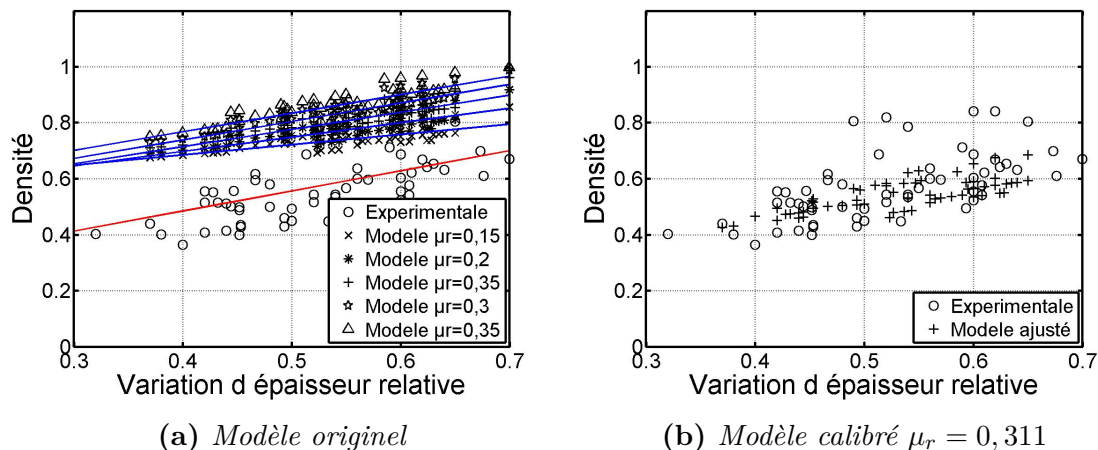 1
0.8
0.6
0.4
0.2
0
0.3
0.4
0.5
0.6
0.7
Densité
Variation d épaisseur relative
Experimentale
Modele µr=0,15
Modele µr=0,2
Modele µr=0,35
Modele µr=0,3
Modele µr=0,35
(a) Modèle originel
1
0.8
0.6
0.4
0.2
0
0.3
0.4
0.5
0.6
0.7
Densité
Variation d épaisseur relative
Experimentale
Modele ajusté
(b) Modèle calibré μr = 0, 311